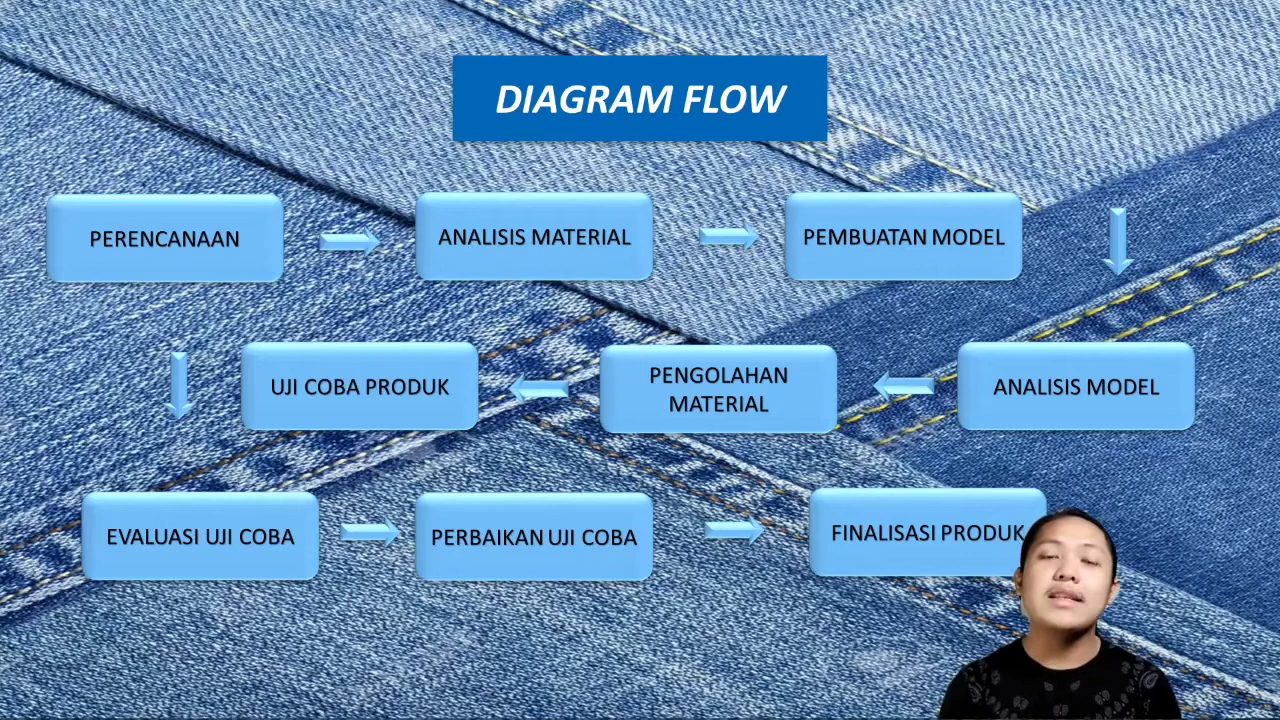 DIAGRAM FLOW
PERENCANAAN
ANALISIS MATERIAL
PEMBUATAN MODEL
UJI COBA PRODUK
PENGOLAHAN
MATERIAL
ANALISIS MODEL
EVALUASI UJI COBA
PERBAIKAN UJI COBA
FINALISASI PRODUK